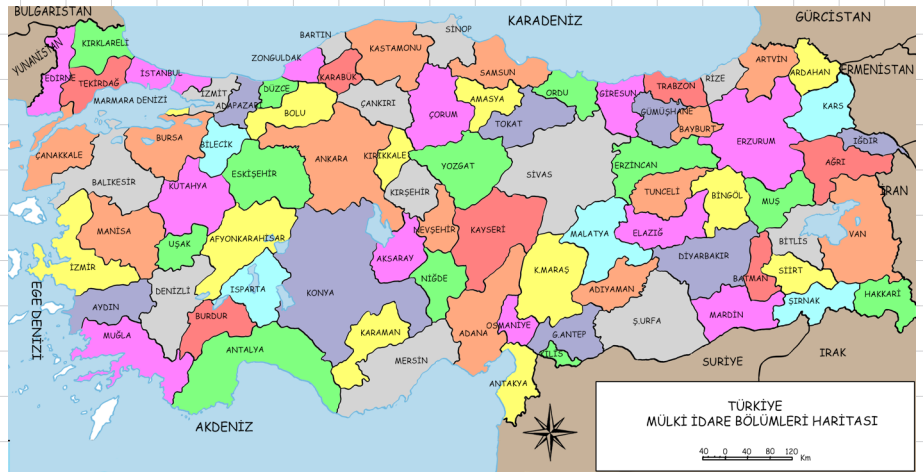 BULGARISTAN
KARADENİZ
GÜRCİSTAN
YUNANİSTAN
KIRKLARELİ
BARTIN
SİNOP
KASTAMONU
ZONGULDAK
EDİRNE
TEKİRDAĞ
İSTANBUL
KARABÜK
SAMSUN
ARTVIN
ARDAHAN
ERMENİSTAN
MARMARA DENİZİ
İZMİT
ADAPAZARI
DÜZCE
BOLU
ÇANKIRI
ÇORUM
AMASYA
TOKAT
ORDU
GİRESUN
TRABZON
RİZE
GÜMÜŞHANE
BAYBURT
KARS
ERZURUM
IĞDIR
AĞRI
İRAN
ÇANAKKALE
BURSA
BİLECİK
ESKİŞEHİR
ANKARA
KIRIKKALE
YOZGAT
SİVAS
ERZİNCAN
BALIKESİR
KÜTAHYA
KIRŞEHİR
TUNCELİ
BİNGÖL
MUŞ
MANİSA
UŞAK
AFYONKARAHİSAR
NEVŞEHİR
KAYSERİ
MALATYA
ELAZIĞ
BİTLİS
VAN
İZMİR
AKSARAY
DİYARBAKIR
DENİZLİ
ISPARTA
KONYA
NİĞDE
K.MARAŞ
ADIYAMAN
BATMAN
SİİRT
ŞIRNAK
HAKKARİ
AYDIN
BURDUR
MUĞLA
EGE DENİZİ
ANTALYA
KARAMAN
MERSİN
ADANA
OSMANİYE
G.ANTEP
KİLİS
Ş.URFA
MARDİN
SURİYE
IRAK
ANTAKYA
AKDENİZ
TÜRKİYE
MÜLKİ İDARE BÖLÜMLERİ HARİTASI
40 0 40 80 120 Km